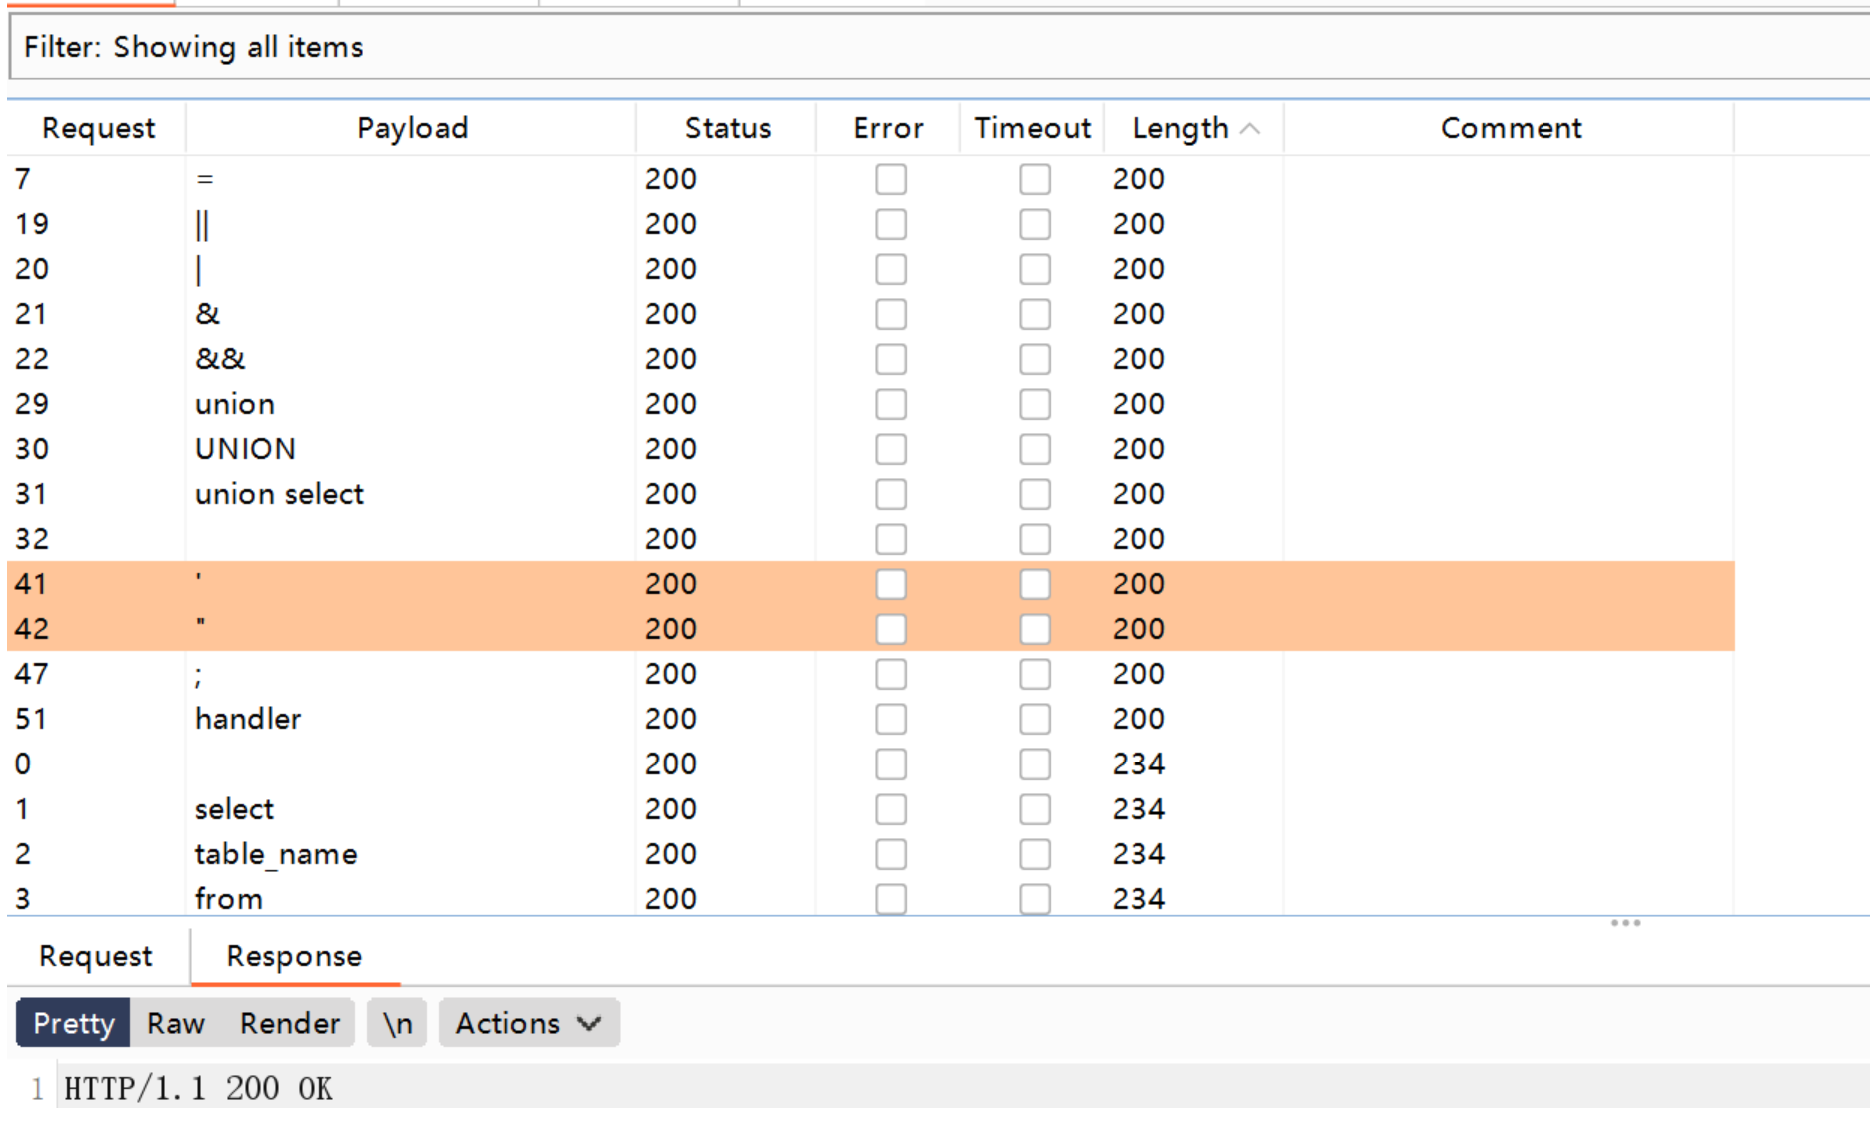 Filter: Showing all items
Request Payload Status Error Timeout Length Comment
7 = 200 200
19 || 200 200
20 | 200 200
21 & 200 200
22 && 200 200
29 union 200 200
30 UNION 200 200
31 union select 200 200
32 200 200
41 ' 200 200
42 " 200 200
47 ; 200 200
51 handler 200 200
0 200 234
1 select 200 234
2 table_name 200 234
3 from 200 234
Request Response
Pretty Raw Render \n Actions
1 HTTP/1.1 200 OK